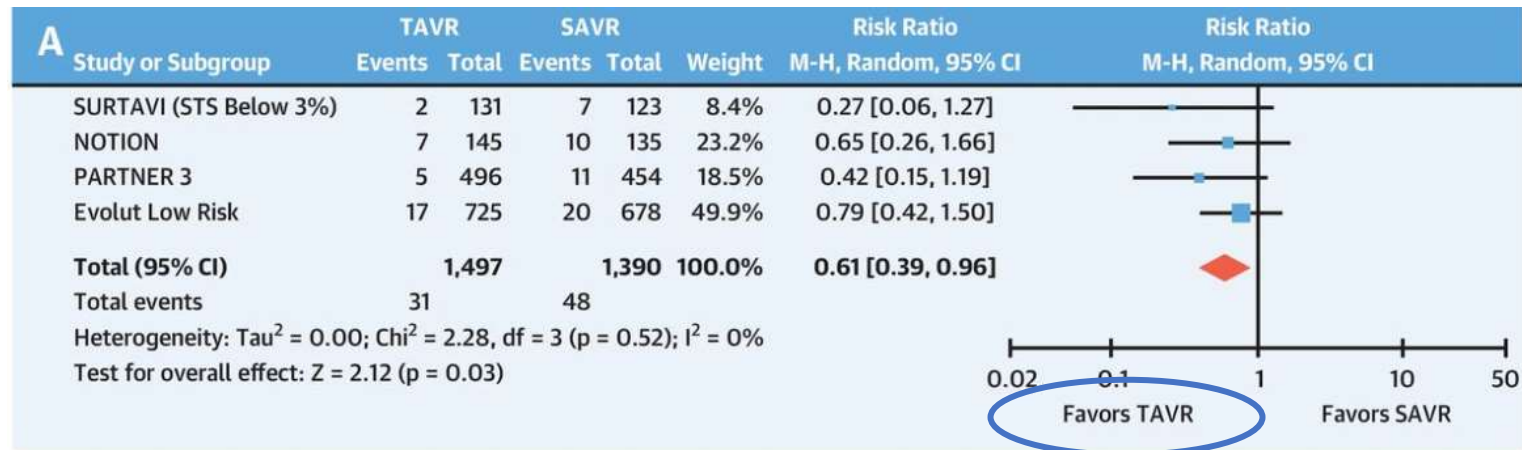 A TAVR SAVR Risk Ratio Risk Ratio
Study or Subgroup Events Total Events Total Weight M-H, Random, 95% CI M-H, Random, 95% CI
SURTAVI (STS Below 3%) 2 131 7 123 8.4% 0.27 [0.06, 1.27]
NOTION 7 145 10 135 23.2% 0.65 [0.26, 1.66]
PARTNER 3 5 496 11 454 18.5% 0.42 [0.15, 1.19]
Evolut Low Risk 17 725 20 678 49.9% 0.79 [0.42, 1.50]
Total (95% CI) 1,497 1,390 100.0% 0.61 [0.39, 0.96]
Total events 31 48
Heterogeneity: Tau² = 0.00; Chi² = 2.28, df = 3 (p = 0.52); I² = 0%
Test for overall effect: Z = 2.12 (p = 0.03)
0.02 0.1 1 10 50
Favors TAVR Favors SAVR